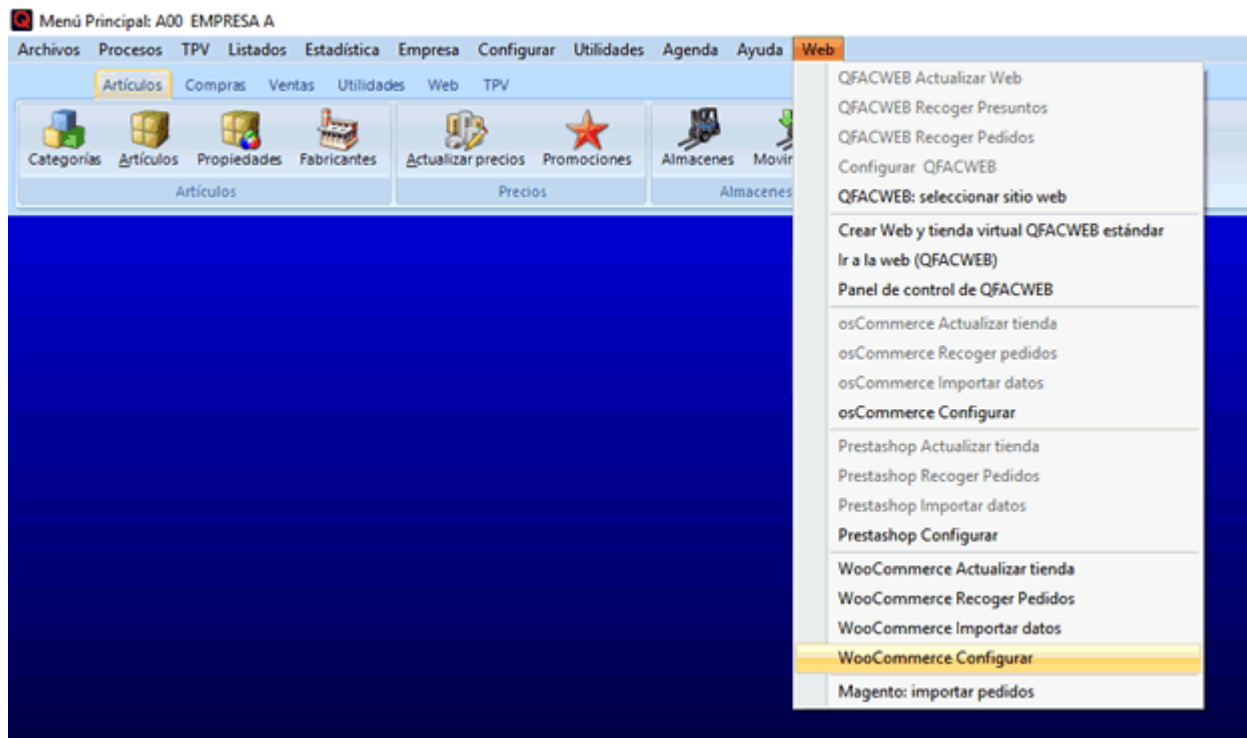 Menú Principal: A00 EMPRESA A
Archivos Procesos TPV Listados Estadística Empresa Configurar Utilidades Agenda Ayuda Web
Artículos Compras Ventas Utilidades Web TPV
Categorías Artículos Propiedades Fabricantes Actualizar precios Promociones Almacenes
Artículos Precios Almacenes
QFACWEB Actualizar Web
QFACWEB Recoger Presuntos
QFACWEB Recoger Pedidos
Configurar QFACWEB
QFACWEB: seleccionar sitio web
Crear Web y tienda virtual QFACWEB estándar
Ir a la web (QFACWEB)
Panel de control de QFACWEB
osCommerce Actualizar tienda
osCommerce Recoger pedidos
osCommerce Importar datos
osCommerce Configurar
Prestashop Actualizar tienda
Prestashop Recoger Pedidos
Prestashop Importar datos
Prestashop Configurar
WooCommerce Actualizar tienda
WooCommerce Recoger Pedidos
WooCommerce Importar datos
WooCommerce Configurar
Magento: importar pedidos